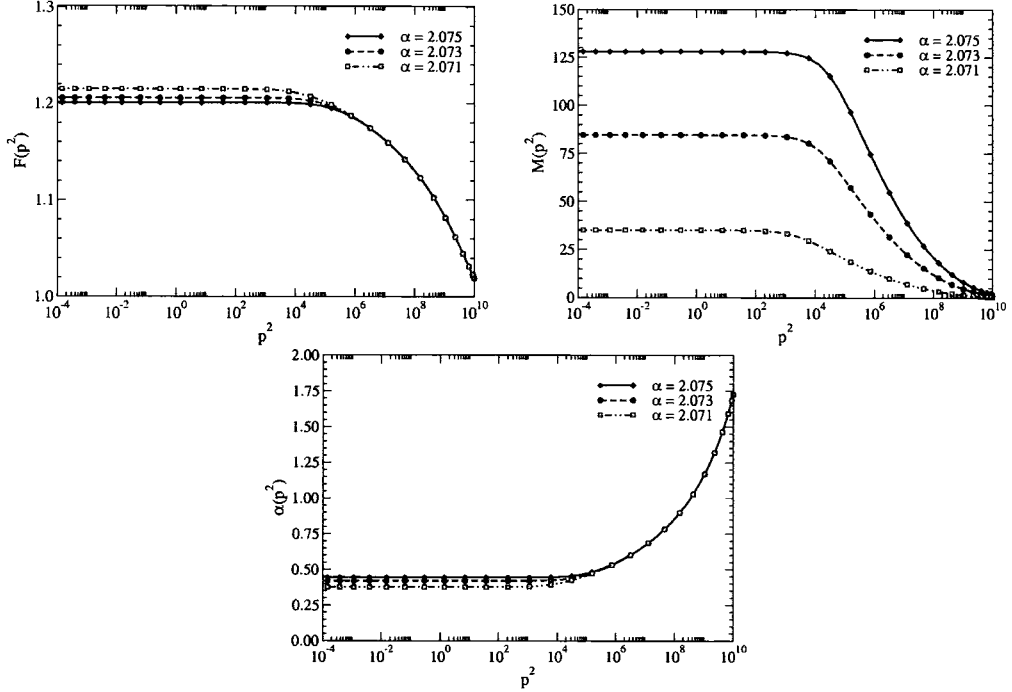 1.3
1.2
1.1
1.0
F(p²)
α = 2.075
α = 2.073
α = 2.071
10⁻⁴ 10⁻² 10⁰ 10² 10⁴ 10⁶ 10⁸ 10¹⁰
p²
150
125
100
75
50
25
0
M(p²)
α = 2.075
α = 2.073
α = 2.071
10⁻⁴ 10⁻² 10⁰ 10² 10⁴ 10⁶ 10⁸ 10¹⁰
p²
2.00
1.75
1.50
1.25
1.00
0.75
0.50
0.25
0.00
α(p²)
α = 2.075
α = 2.073
α = 2.071
10⁻⁴ 10⁻² 10⁰ 10² 10⁴ 10⁶ 10⁸ 10¹⁰
p²